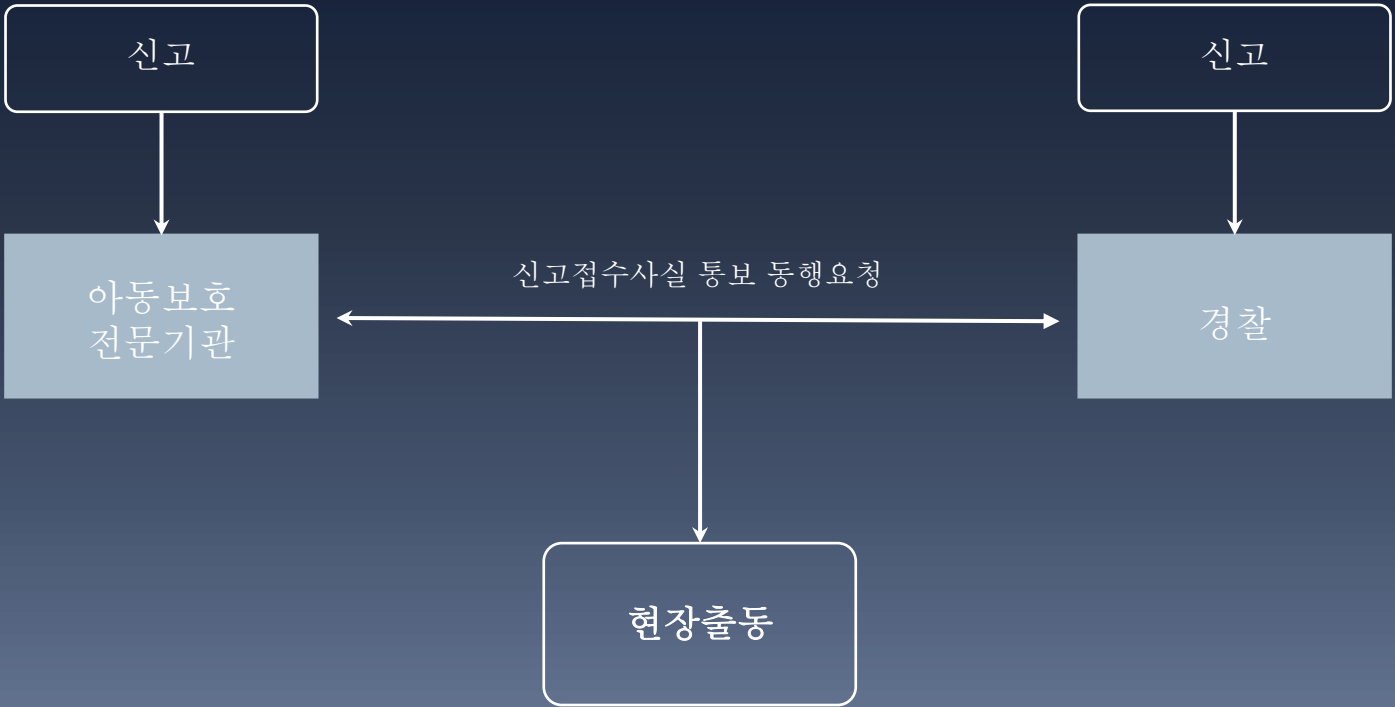 신고
신고
신고접수사실 통보 동행요청
아동보호
전문기관
경찰
현장출동